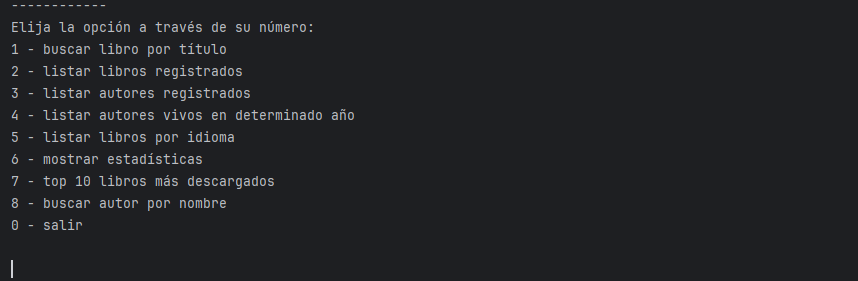 ------------
Elija la opción a través de su número:
1 - buscar libro por título
2 - listar libros registrados
3 - listar autores registrados
4 - listar autores vivos en determinado año
5 - listar libros por idioma
6 - mostrar estadísticas
7 - top 10 libros más descargados
8 - buscar autor por nombre
0 - salir